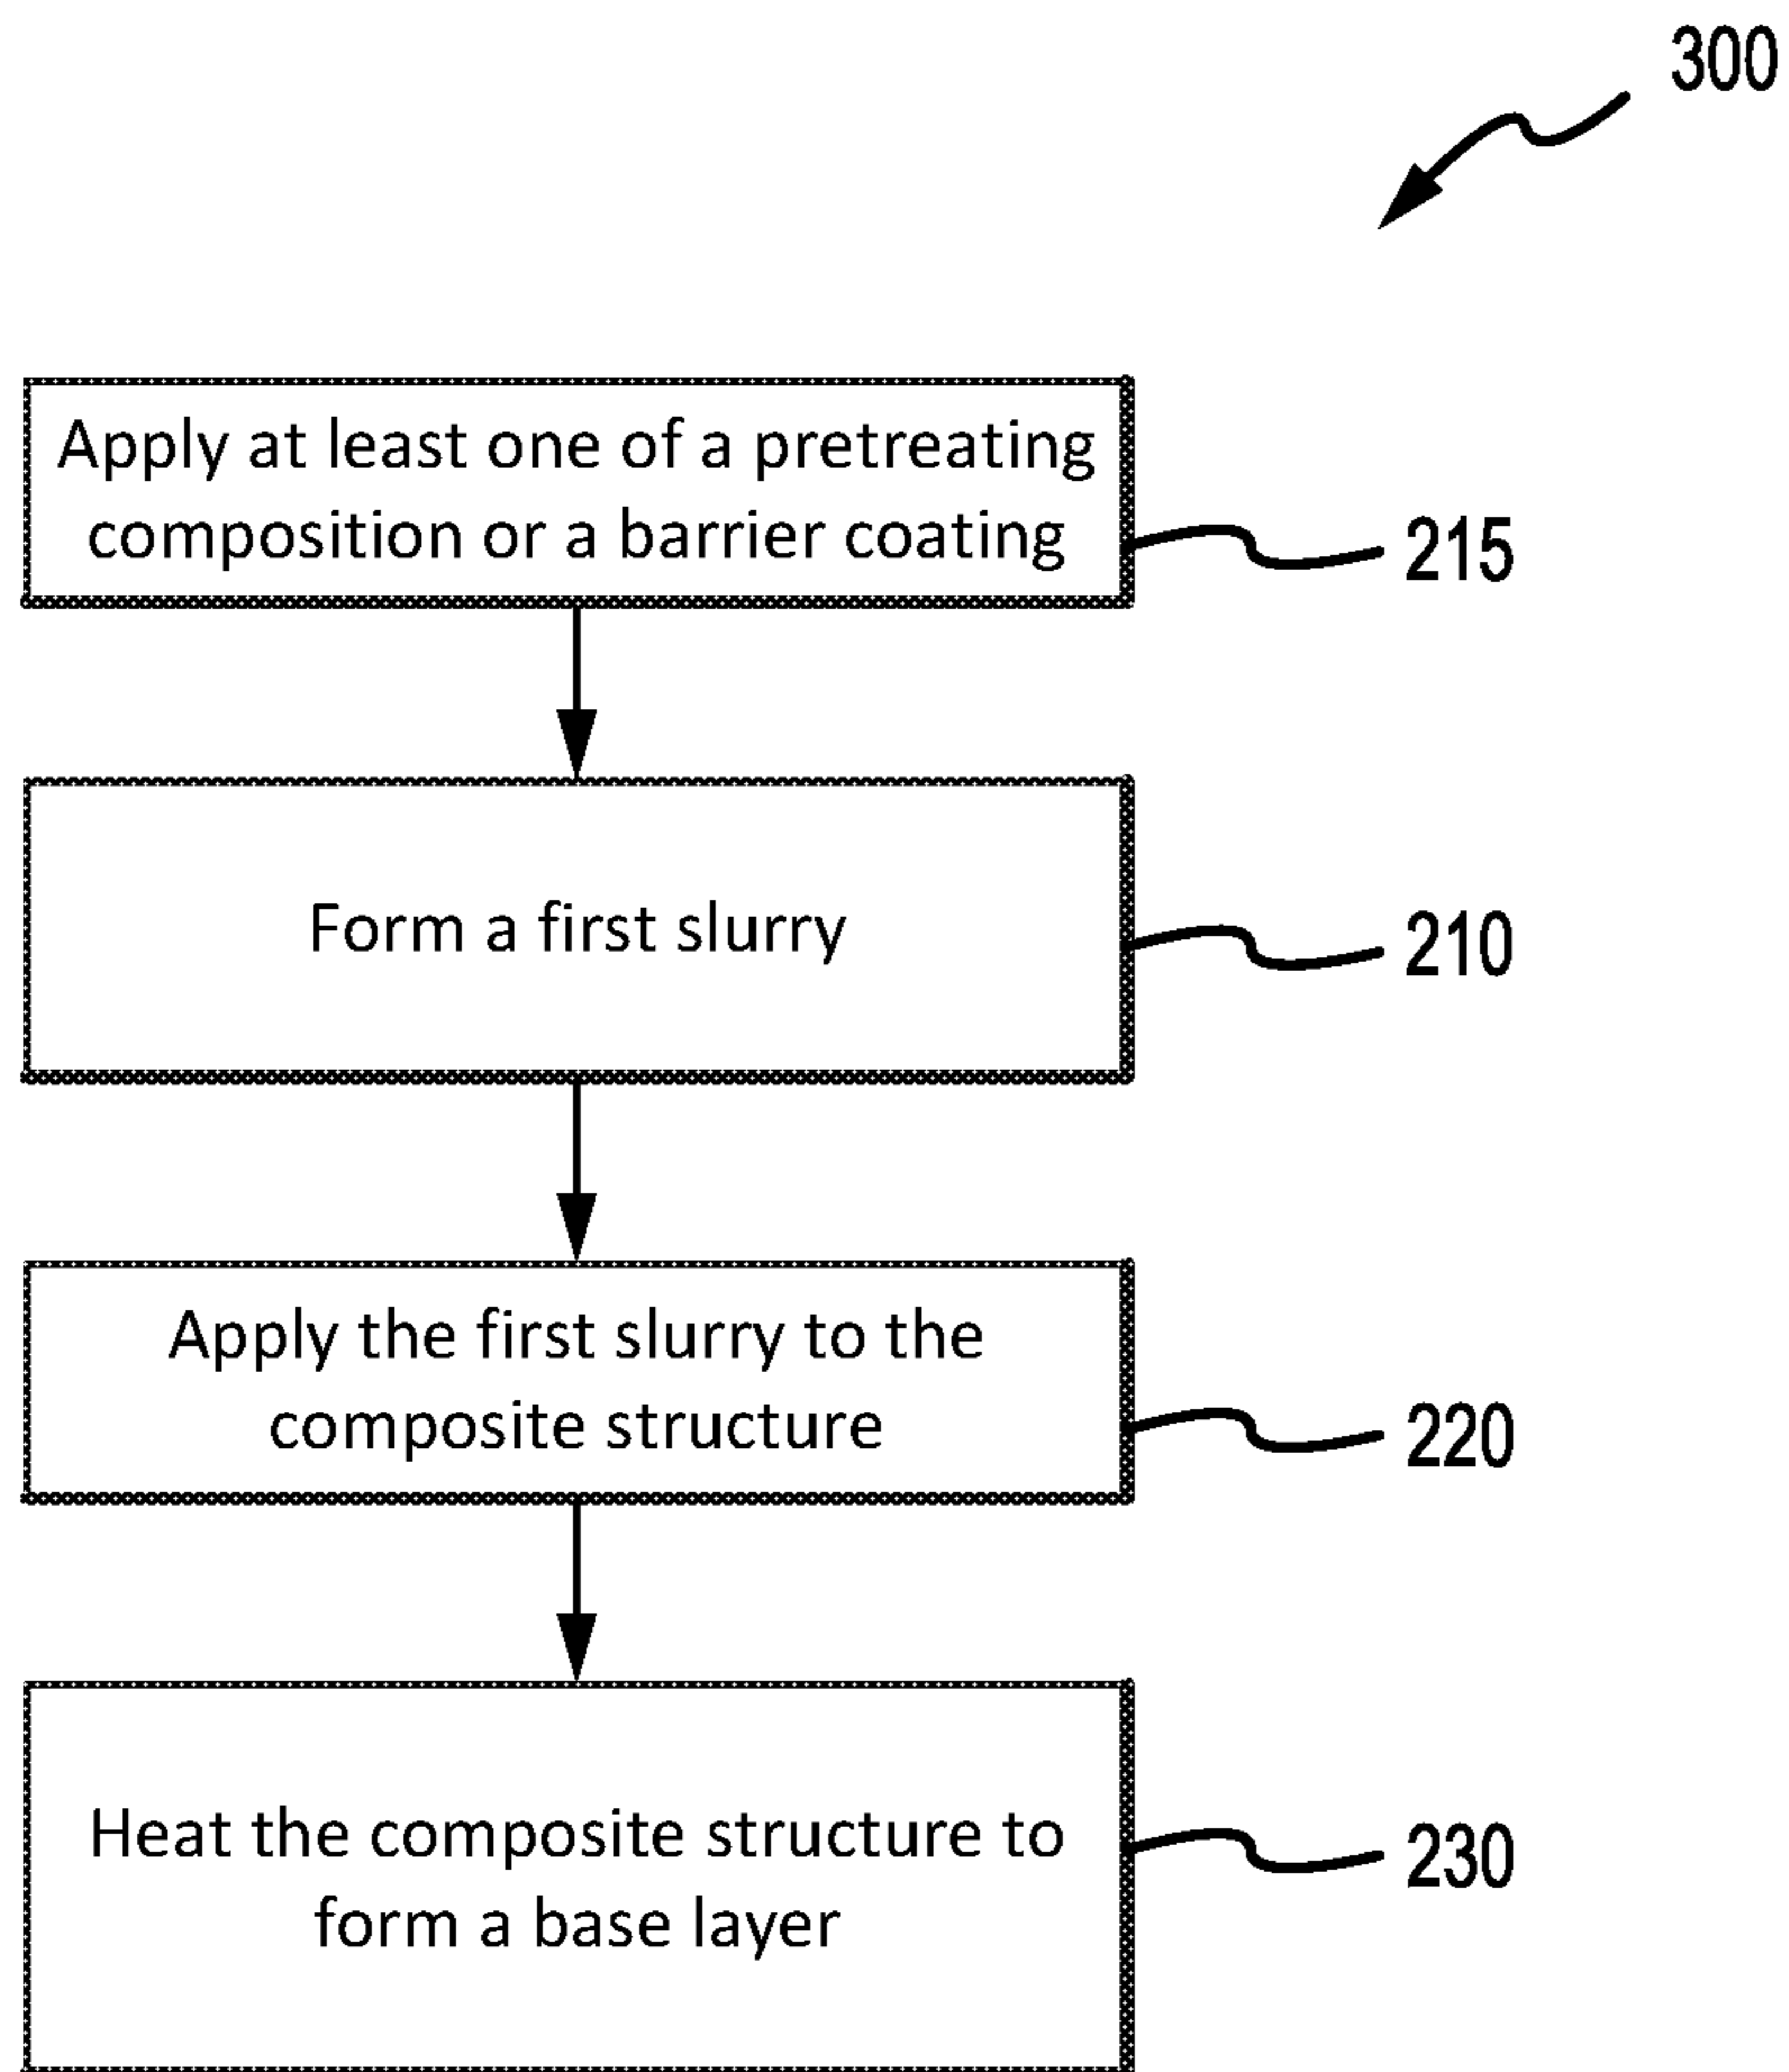 300
Apply at least one of a pretreating
composition or a barrier coating
215
Form a first slurry
210
Apply the first slurry to the
composite structure
220
Heat the composite structure to
form a base layer
230